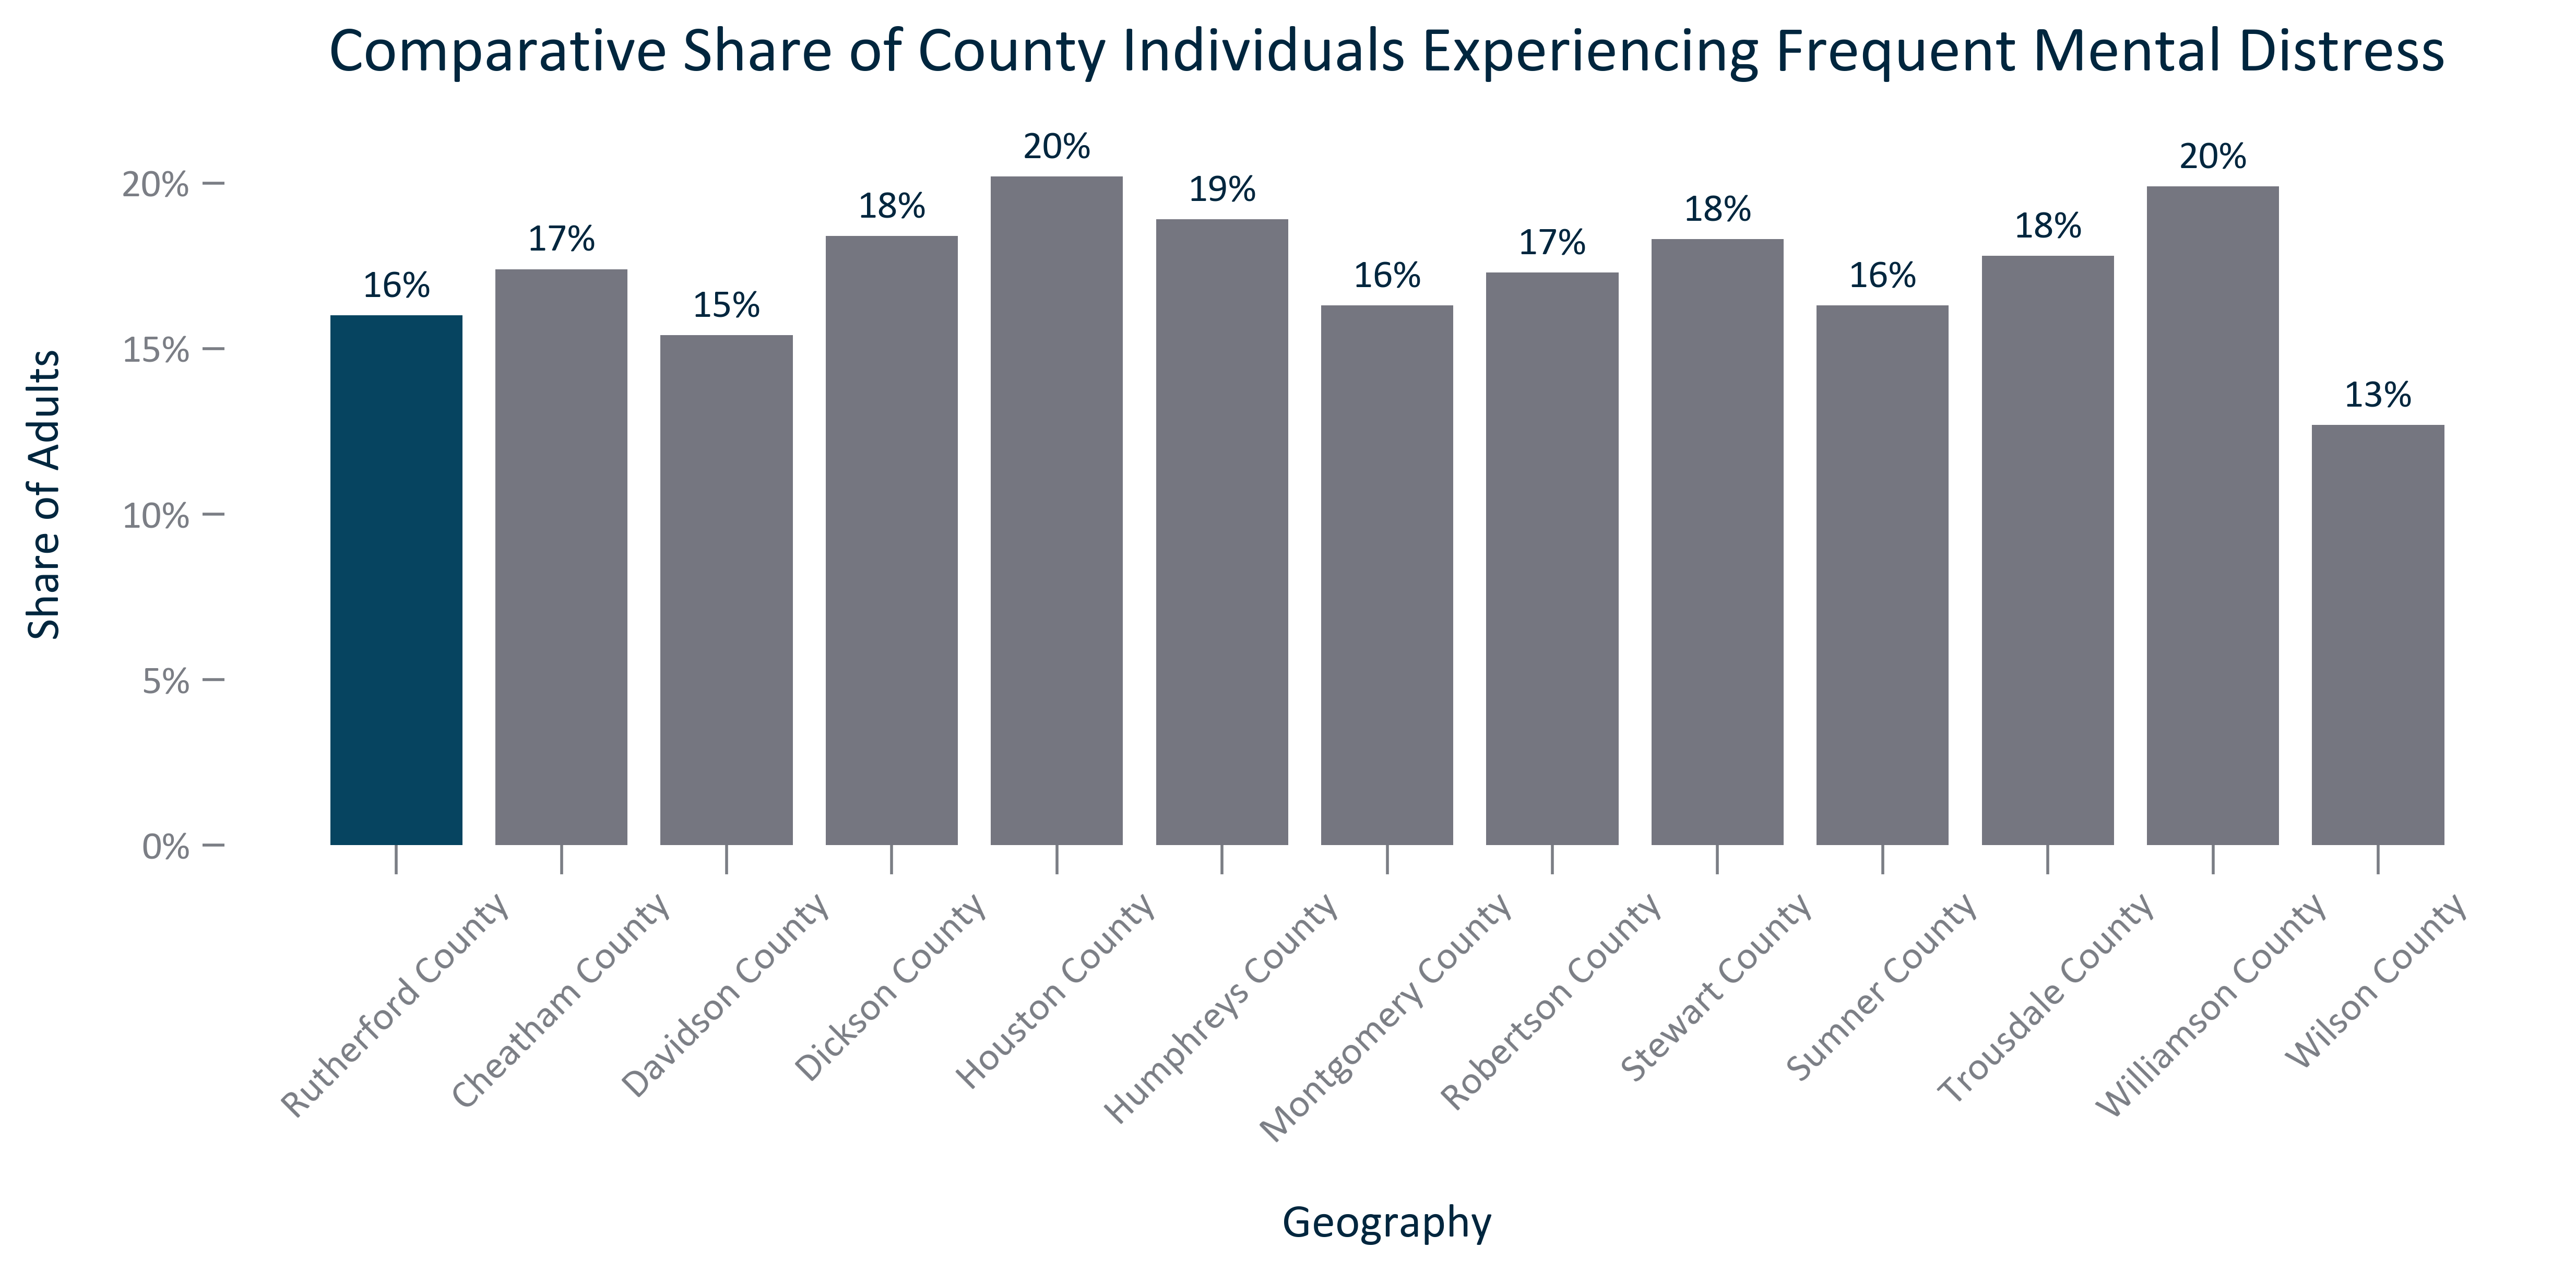 Comparative Share of County Individuals Experiencing Frequent Mental Distress
Share of Adults
20%
15%
10%
5%
0%
16%
17%
15%
18%
20%
19%
16%
17%
18%
16%
18%
20%
13%
Rutherford County
Cheatham County
Davidson County
Dickson County
Houston County
Humphreys County
Montgomery County
Robertson County
Stewart County
Sumner County
Trousdale County
Williamson County
Wilson County
Geography